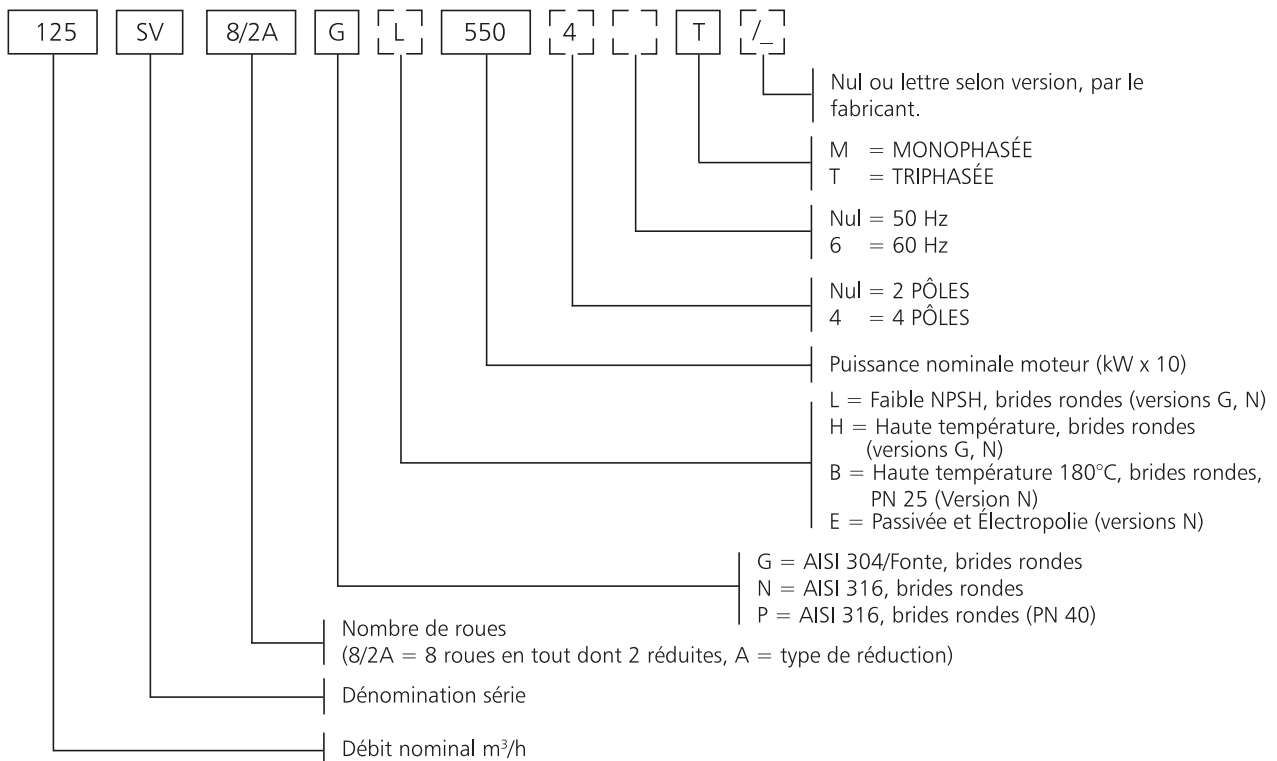 125 SV 8/2A G L 550 4 T /_
Nul ou lettre selon version, par le
fabricant.
M = MONOPHASÉE
T = TRIPHASÉE
Nul = 50 Hz
6 = 60 Hz
Nul = 2 PÔLES
4 = 4 PÔLES
Puissance nominale moteur (kW x 10)
L = Faible NPSH, brides rondes (versions G, N)
H = Haute température, brides rondes
(versions G, N)
B = Haute température 180°C, brides rondes,
PN 25 (Version N)
E = Passivée et Électropolie (versions N)
G = AISI 304/Fonte, brides rondes
N = AISI 316, brides rondes
P = AISI 316, brides rondes (PN 40)
Nombre de roues
(8/2A = 8 roues en tout dont 2 réduites, A = type de réduction)
Dénomination série
Débit nominal m³/h